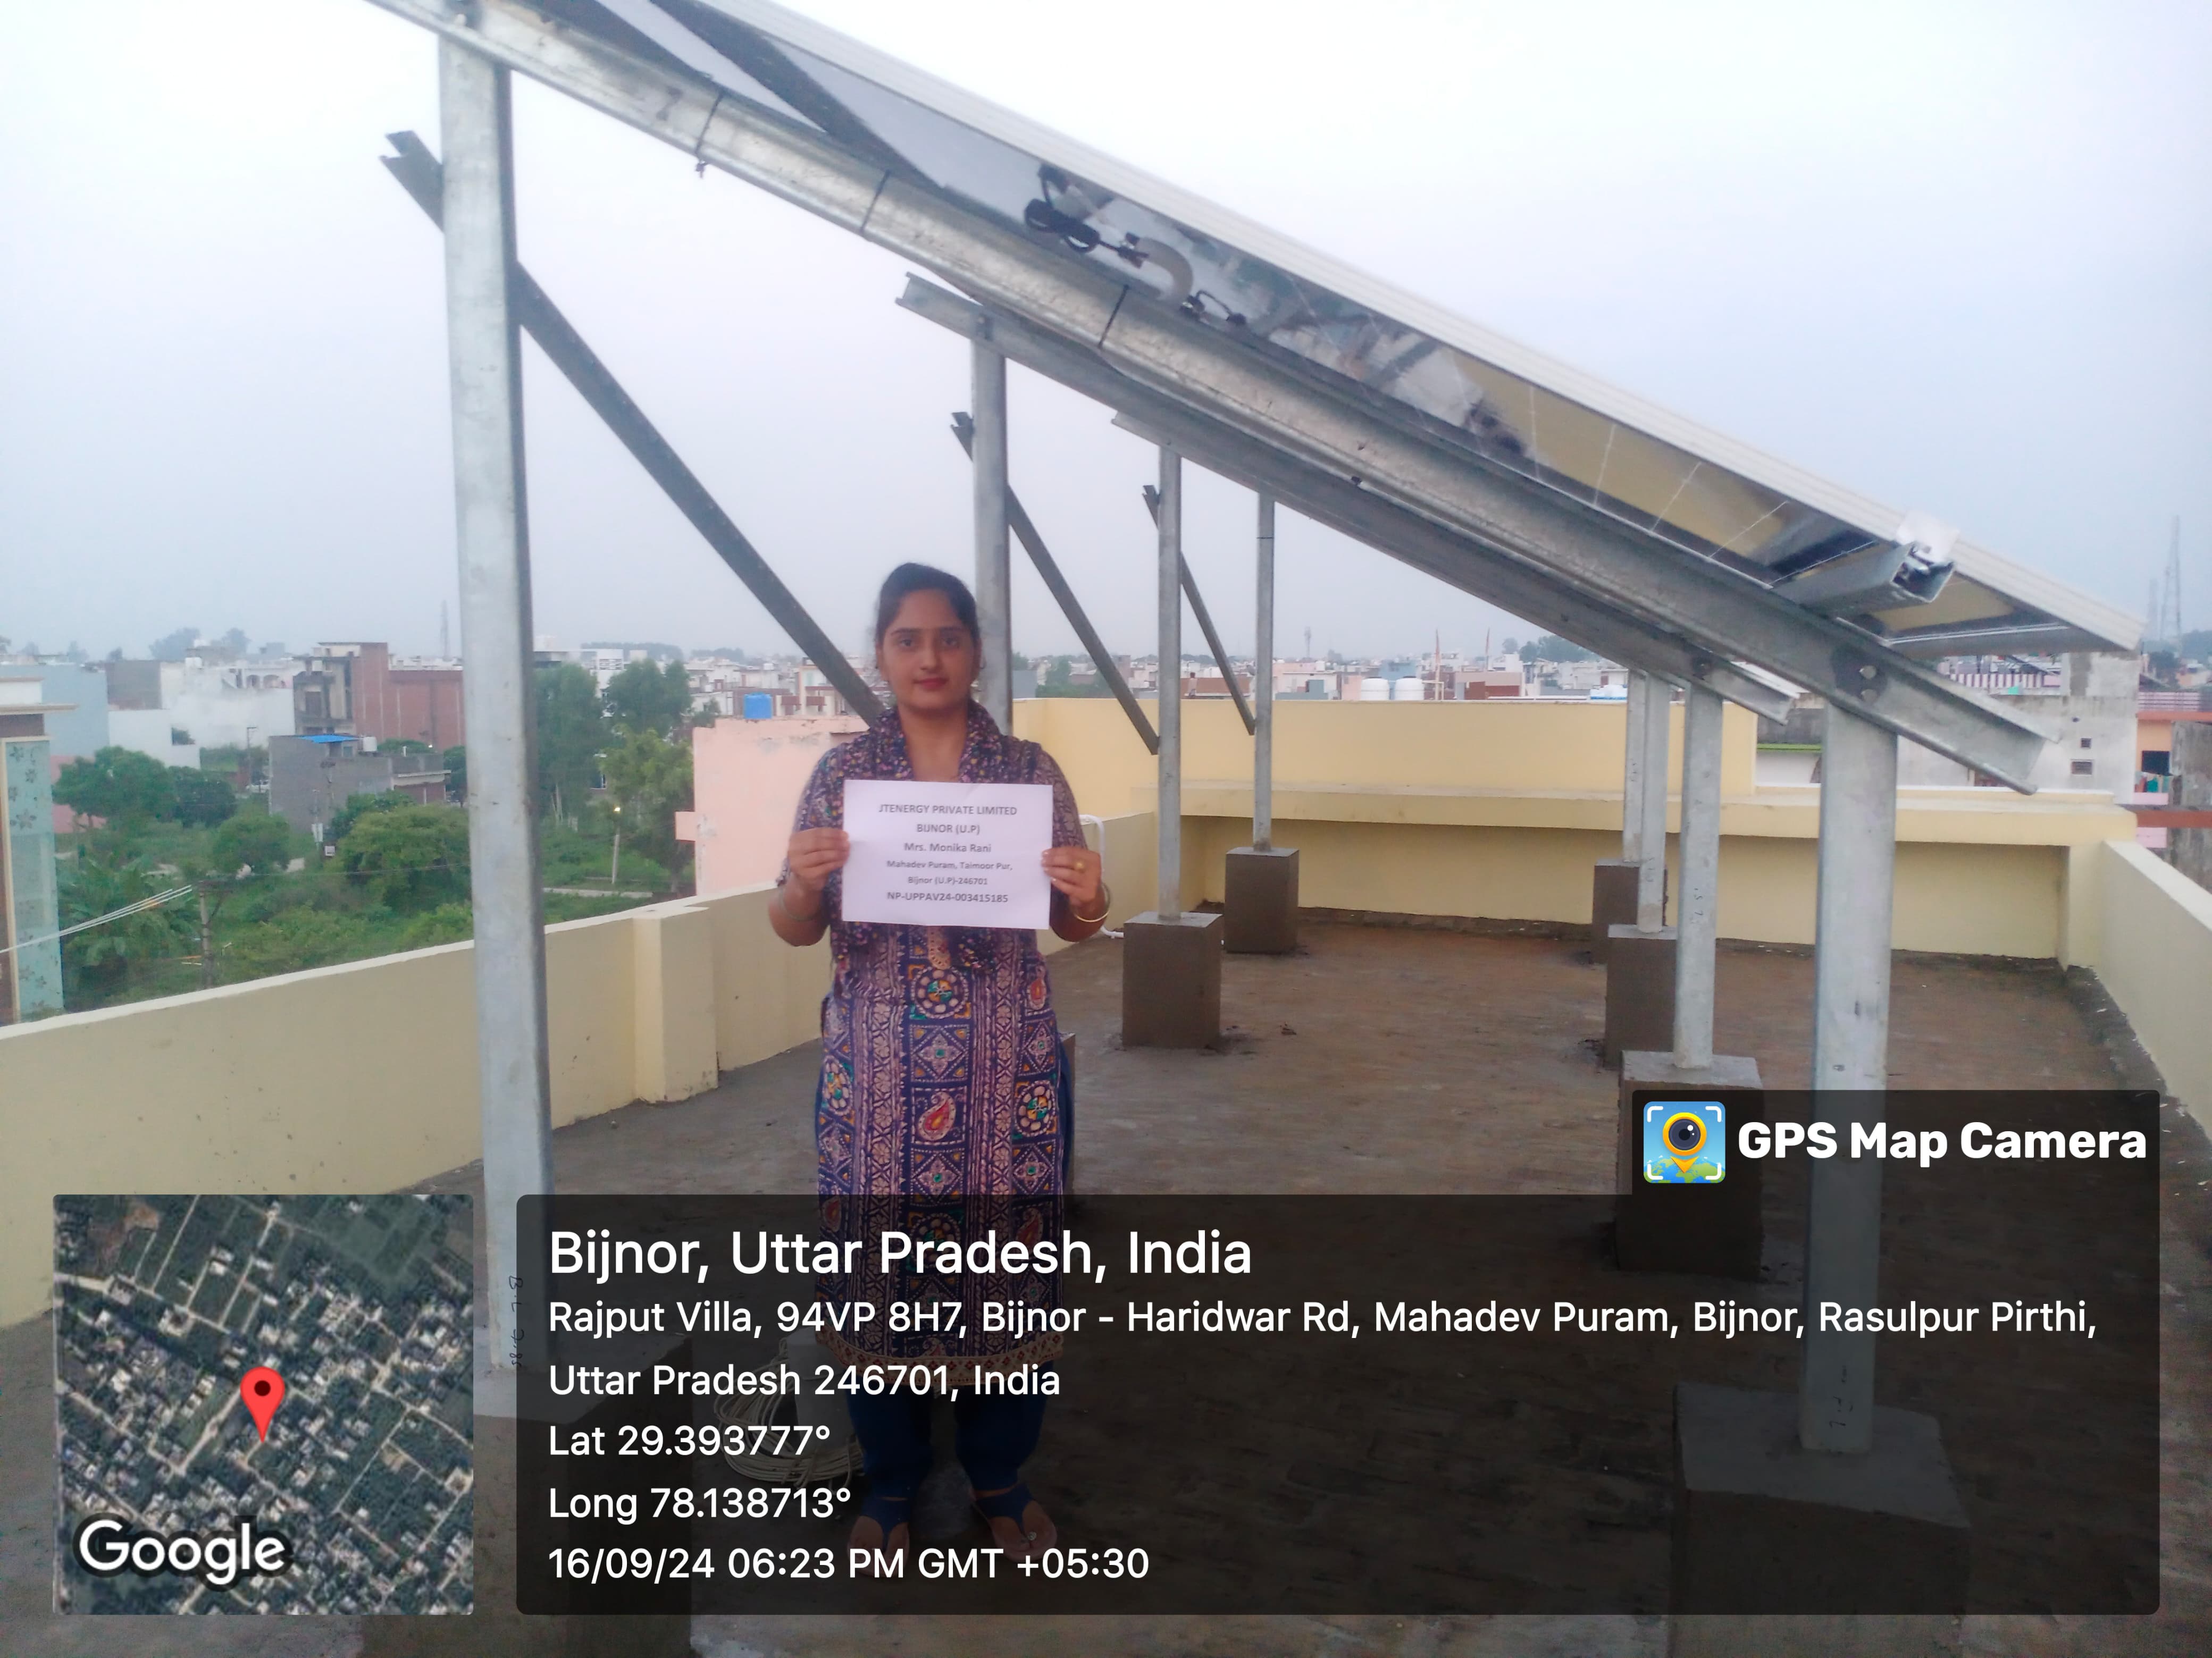 JTENERGY PRIVATE LIMITED
BIJNOR (U.P)
Mrs. Monika Rani
Mahadev Puram, Taimoor Pur,
Bijnor (U.P)-246701
NP-UPPAV24-003415185
GPS Map Camera
Bijnor, Uttar Pradesh, India
Rajput Villa, 94VP 8H7, Bijnor - Haridwar Rd, Mahadev Puram, Bijnor, Rasulpur Pirthi,
Uttar Pradesh 246701, India
Lat 29.393777°
Long 78.138713°
16/09/24 06:23 PM GMT +05:30
Google